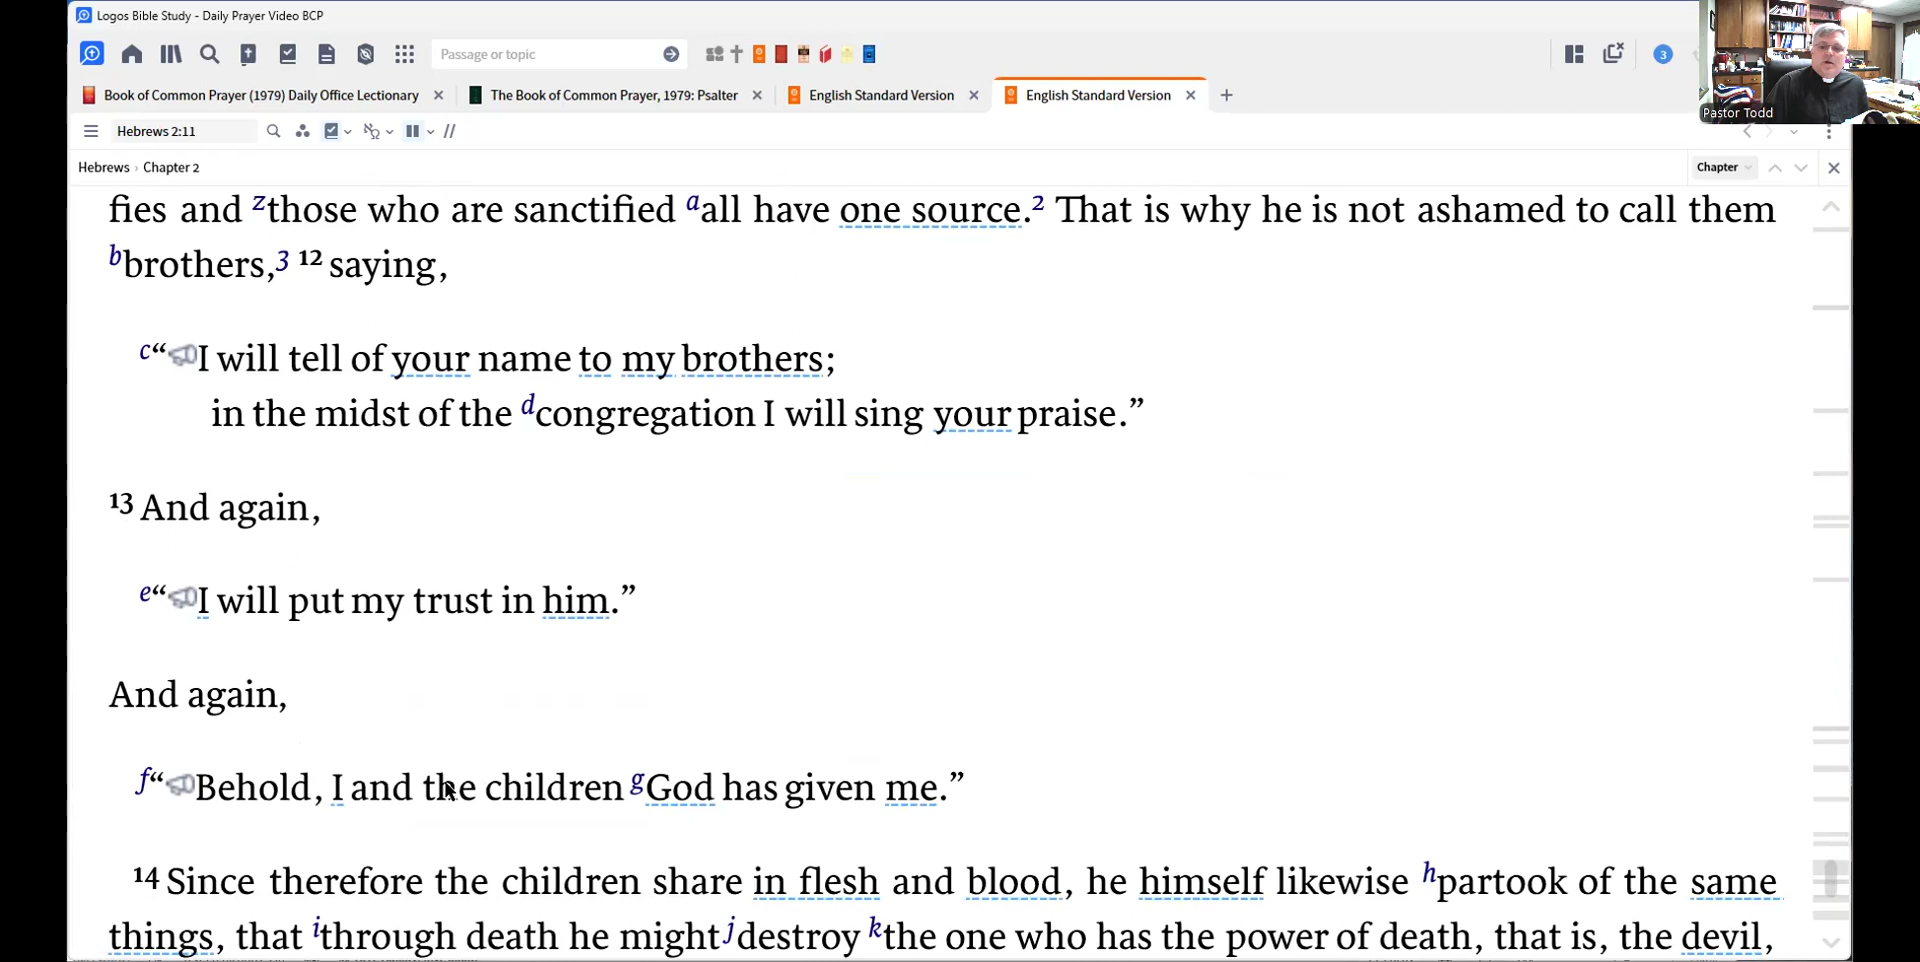 Logos Bible Study - Daily Prayer Video BCP
Passage or topic
3
Book of Common Prayer (1979) Daily Office Lectionary
The Book of Common Prayer, 1979: Psalter
English Standard Version
English Standard Version
Pastor Todd
Hebrews 2:11
Hebrews › Chapter 2
Chapter
fies and zthose who are sanctified aall have one source.2 That is why he is not ashamed to call them
bbrothers,3 12 saying,
c“I will tell of your name to my brothers;
in the midst of the dcongregation I will sing your praise.”
13 And again,
e“I will put my trust in him.”
And again,
f“Behold, I and the children gGod has given me.”
14 Since therefore the children share in flesh and blood, he himself likewise hpartook of the same
things, that ithrough death he might jdestroy kthe one who has the power of death, that is, the devil,